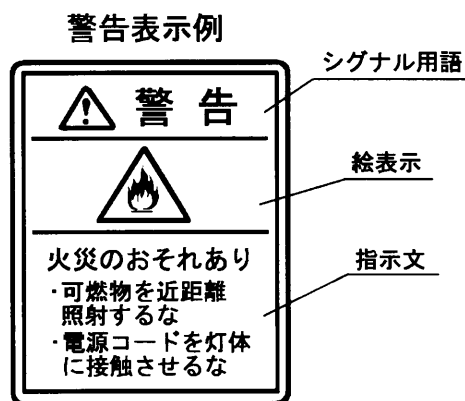 警告表示例
シグナル用語
警告
絵表示
火災のおそれあり
指示文
・可燃物を近距離
照射するな
・電源コードを灯体
に接触させるな